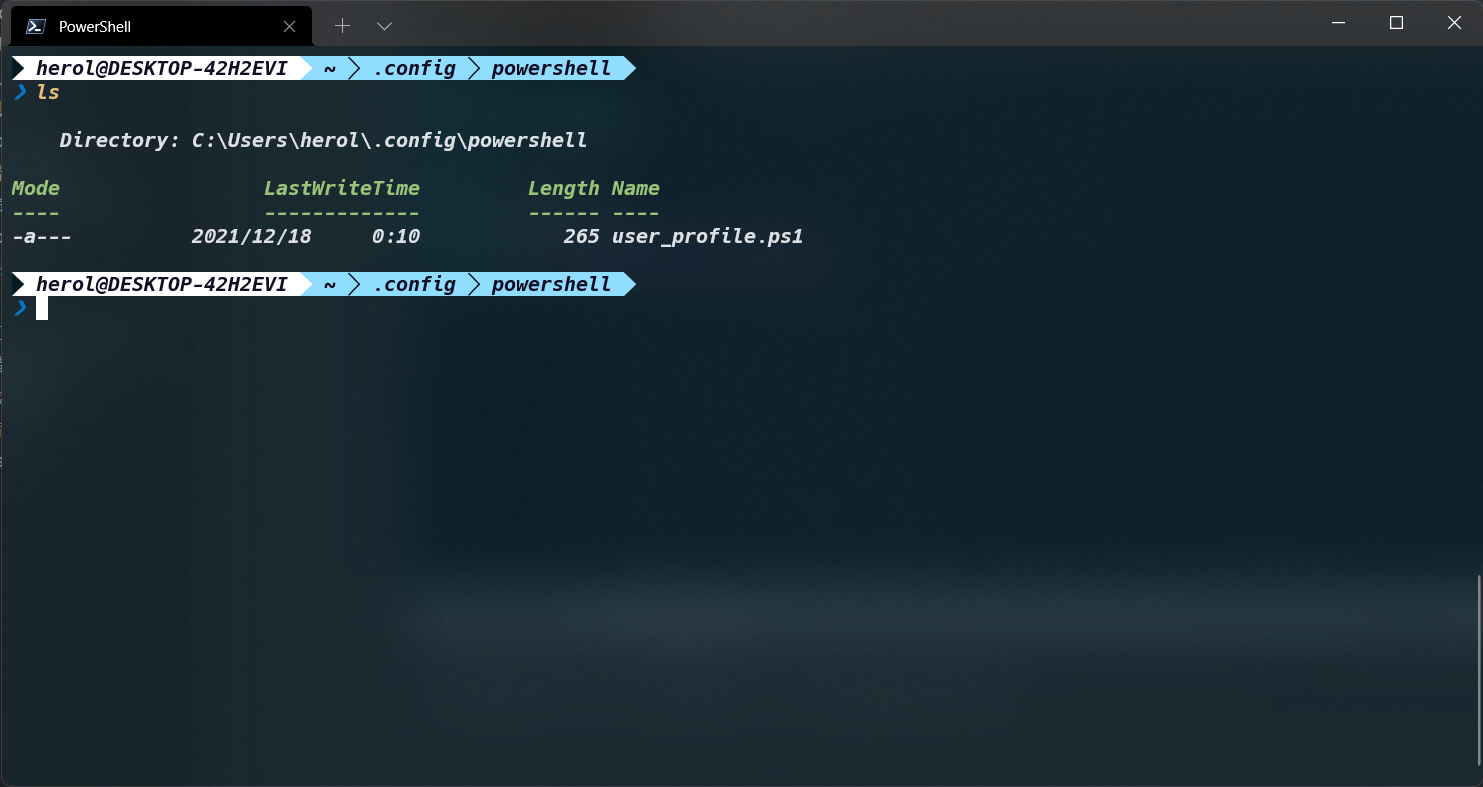 PowerShell
herol@DESKTOP-42H2EVI ~ .config powershell
❯ ls
Directory: C:\Users\herol\.config\powershell
Mode LastWriteTime Length Name
---- ------------- ------ ----
-a--- 2021/12/18 0:10 265 user_profile.ps1
herol@DESKTOP-42H2EVI ~ .config powershell
❯